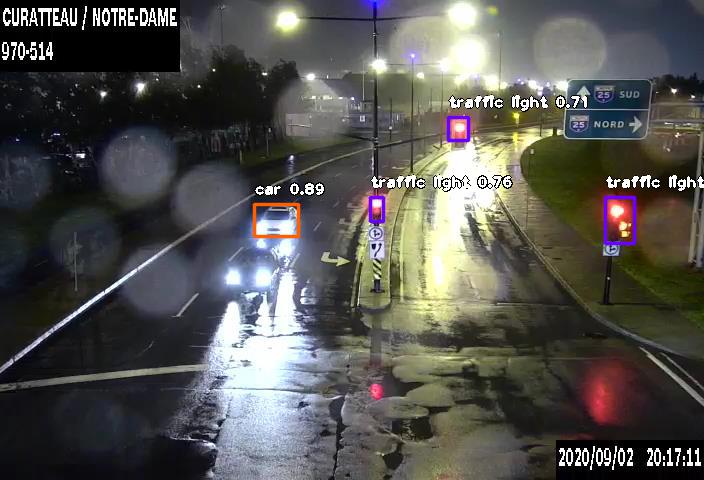 CURATTEAU / NOTRE-DAME
970-514
25 SUD
25 NORD
traffic light 0.71
car 0.89
traffic light 0.76
traffic light
2020/09/02 20:17:11